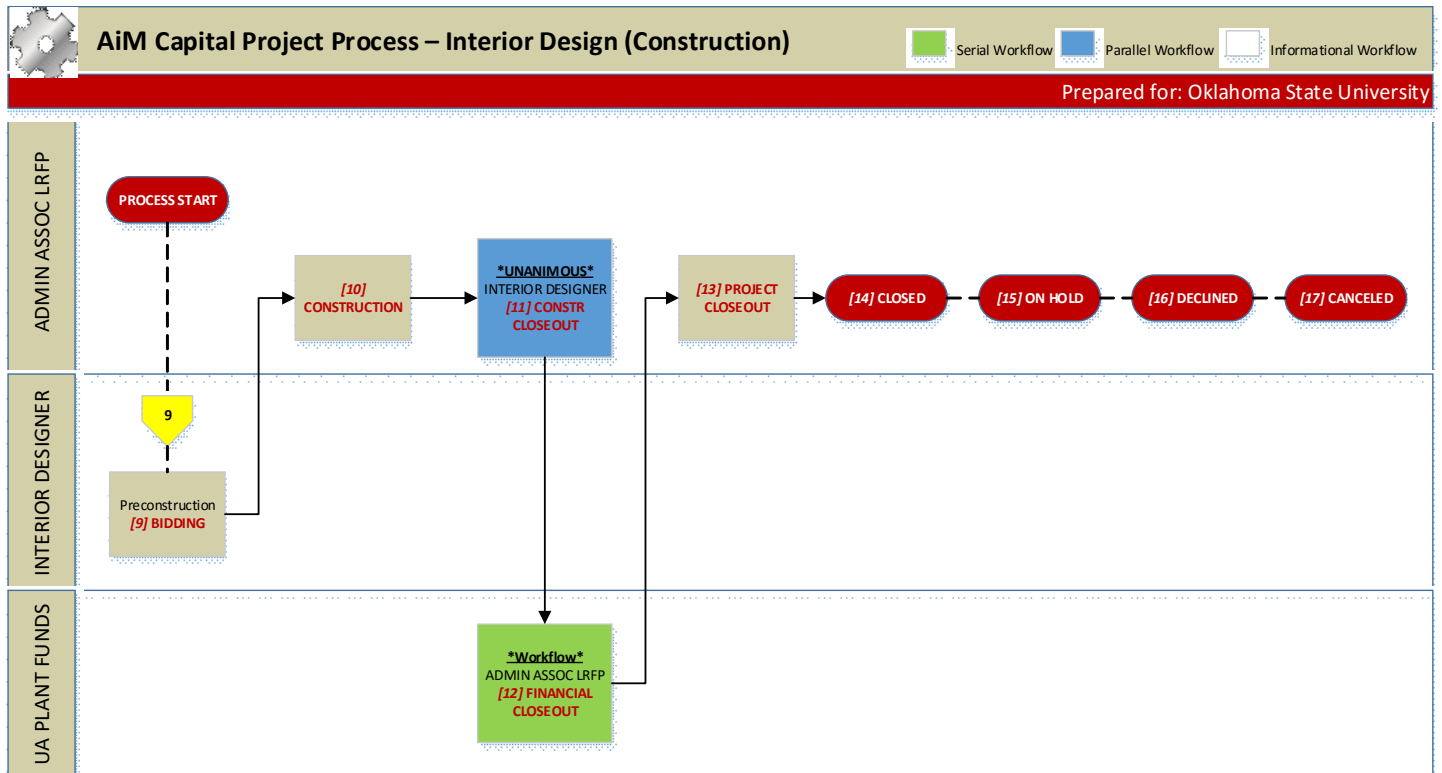 AiM Capital Project Process – Interior Design (Construction)
Serial Workflow
Parallel Workflow
Informational Workflow
Prepared for: Oklahoma State University
ADMIN ASSOC LRFP
PROCESS START
[10]
CONSTRUCTION
*UNANIMOUS*
INTERIOR DESIGNER
[11] CONSTR
CLOSEOUT
[13] PROJECT
CLOSEOUT
[14] CLOSED
[15] ON HOLD
[16] DECLINED
[17] CANCELED
INTERIOR DESIGNER
9
Preconstruction
[9] BIDDING
UA PLANT FUNDS
*Workflow*
ADMIN ASSOC LRFP
[12] FINANCIAL
CLOSEOUT